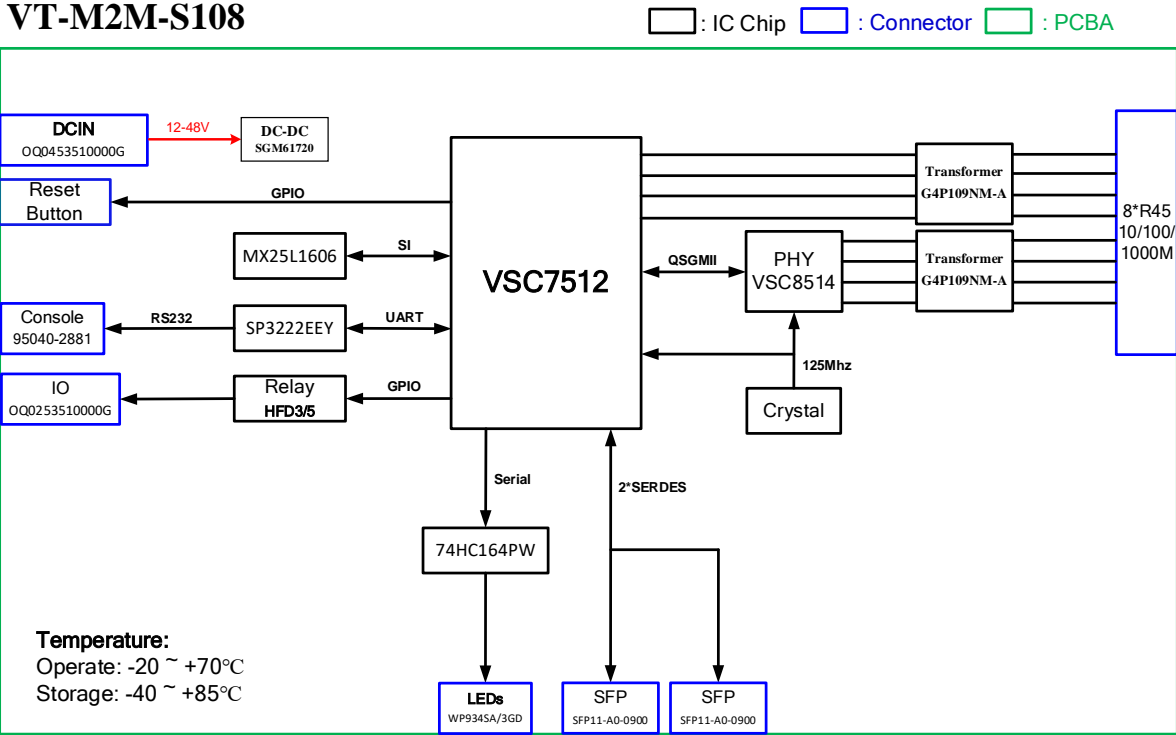 VT-M2M-S108
: IC Chip
: Connector
: PCBA
DCIN
OQ0453510000G
12-48V
DC-DC
SGM61720
Reset
Button
GPIO
MX25L1606
SI
Console
95040-2881
RS232
SP3222EEY
UART
IO
OQ0253510000G
Relay
HFD3/5
GPIO
VSC7512
QSGMII
PHY
VSC8514
125Mhz
Crystal
Transformer
G4P109NM-A
Transformer
G4P109NM-A
8*R45
10/100/
1000M
Serial
74HC164PW
2*SERDES
LEDs
WP934SA/3GD
SFP
SFP11-A0-0900
SFP
SFP11-A0-0900
Temperature:
Operate: -20 ~ +70℃
Storage: -40 ~ +85℃